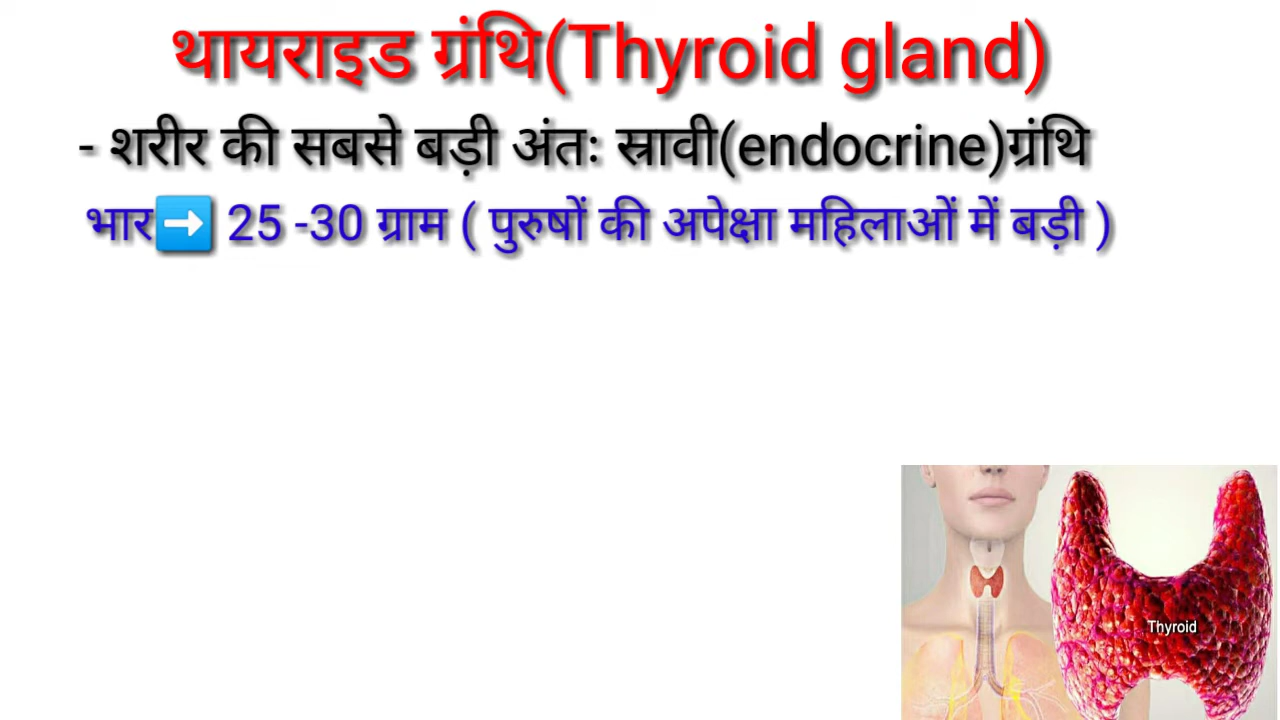 थायराइड ग्रंथि(Thyroid gland)
- शरीर की सबसे बड़ी अंतः स्रावी(endocrine)ग्रंथि
भार➡️ 25 -30 ग्राम ( पुरुषों की अपेक्षा महिलाओं में बड़ी )
Thyroid